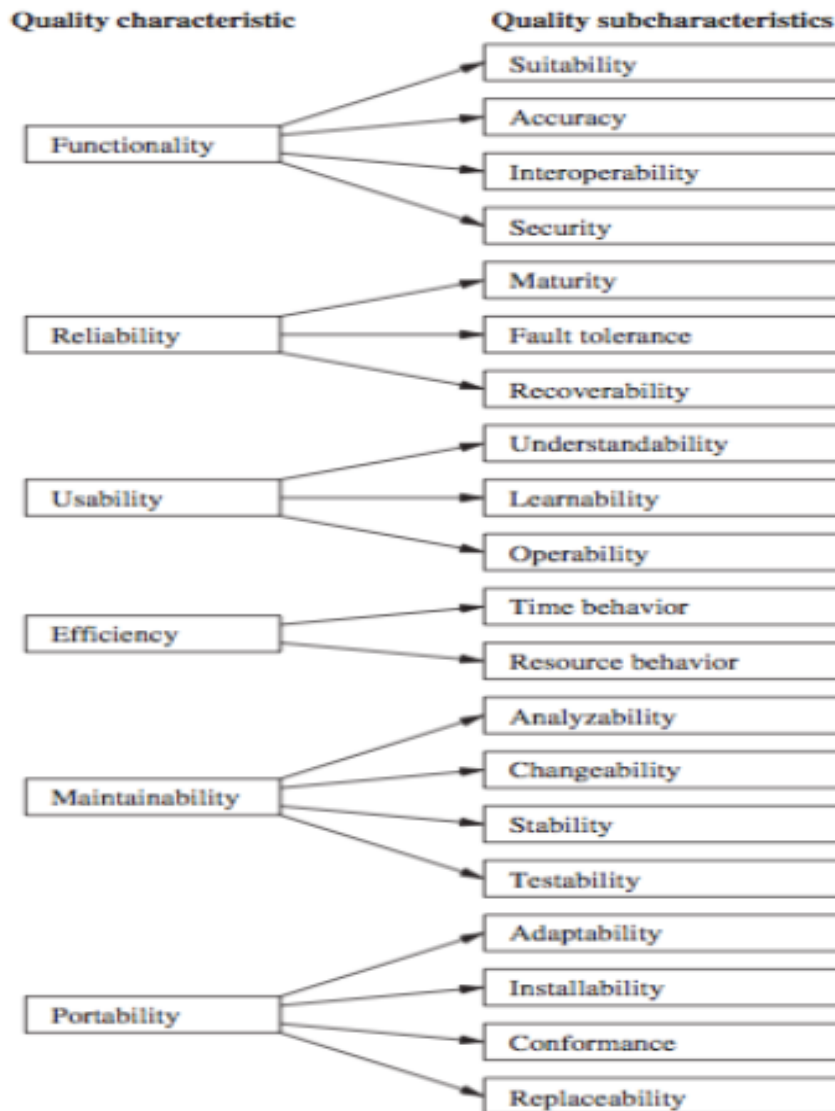 Quality characteristic
Quality subcharacteristics
Functionality
Suitability
Accuracy
Interoperability
Security
Reliability
Maturity
Fault tolerance
Recoverability
Usability
Understandability
Learnability
Operability
Efficiency
Time behavior
Resource behavior
Maintainability
Analyzability
Changeability
Stability
Testability
Portability
Adaptability
Installability
Conformance
Replaceability